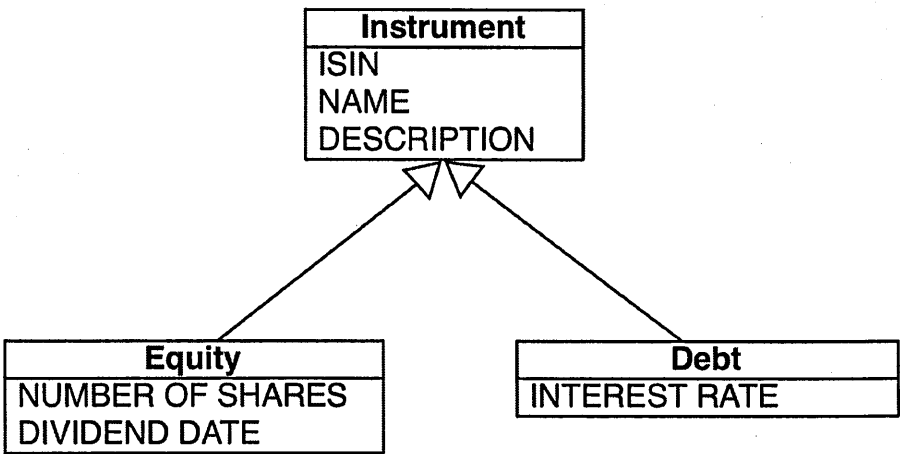 Instrument
ISIN
NAME
DESCRIPTION
Equity
NUMBER OF SHARES
DIVIDEND DATE
Debt
INTEREST RATE